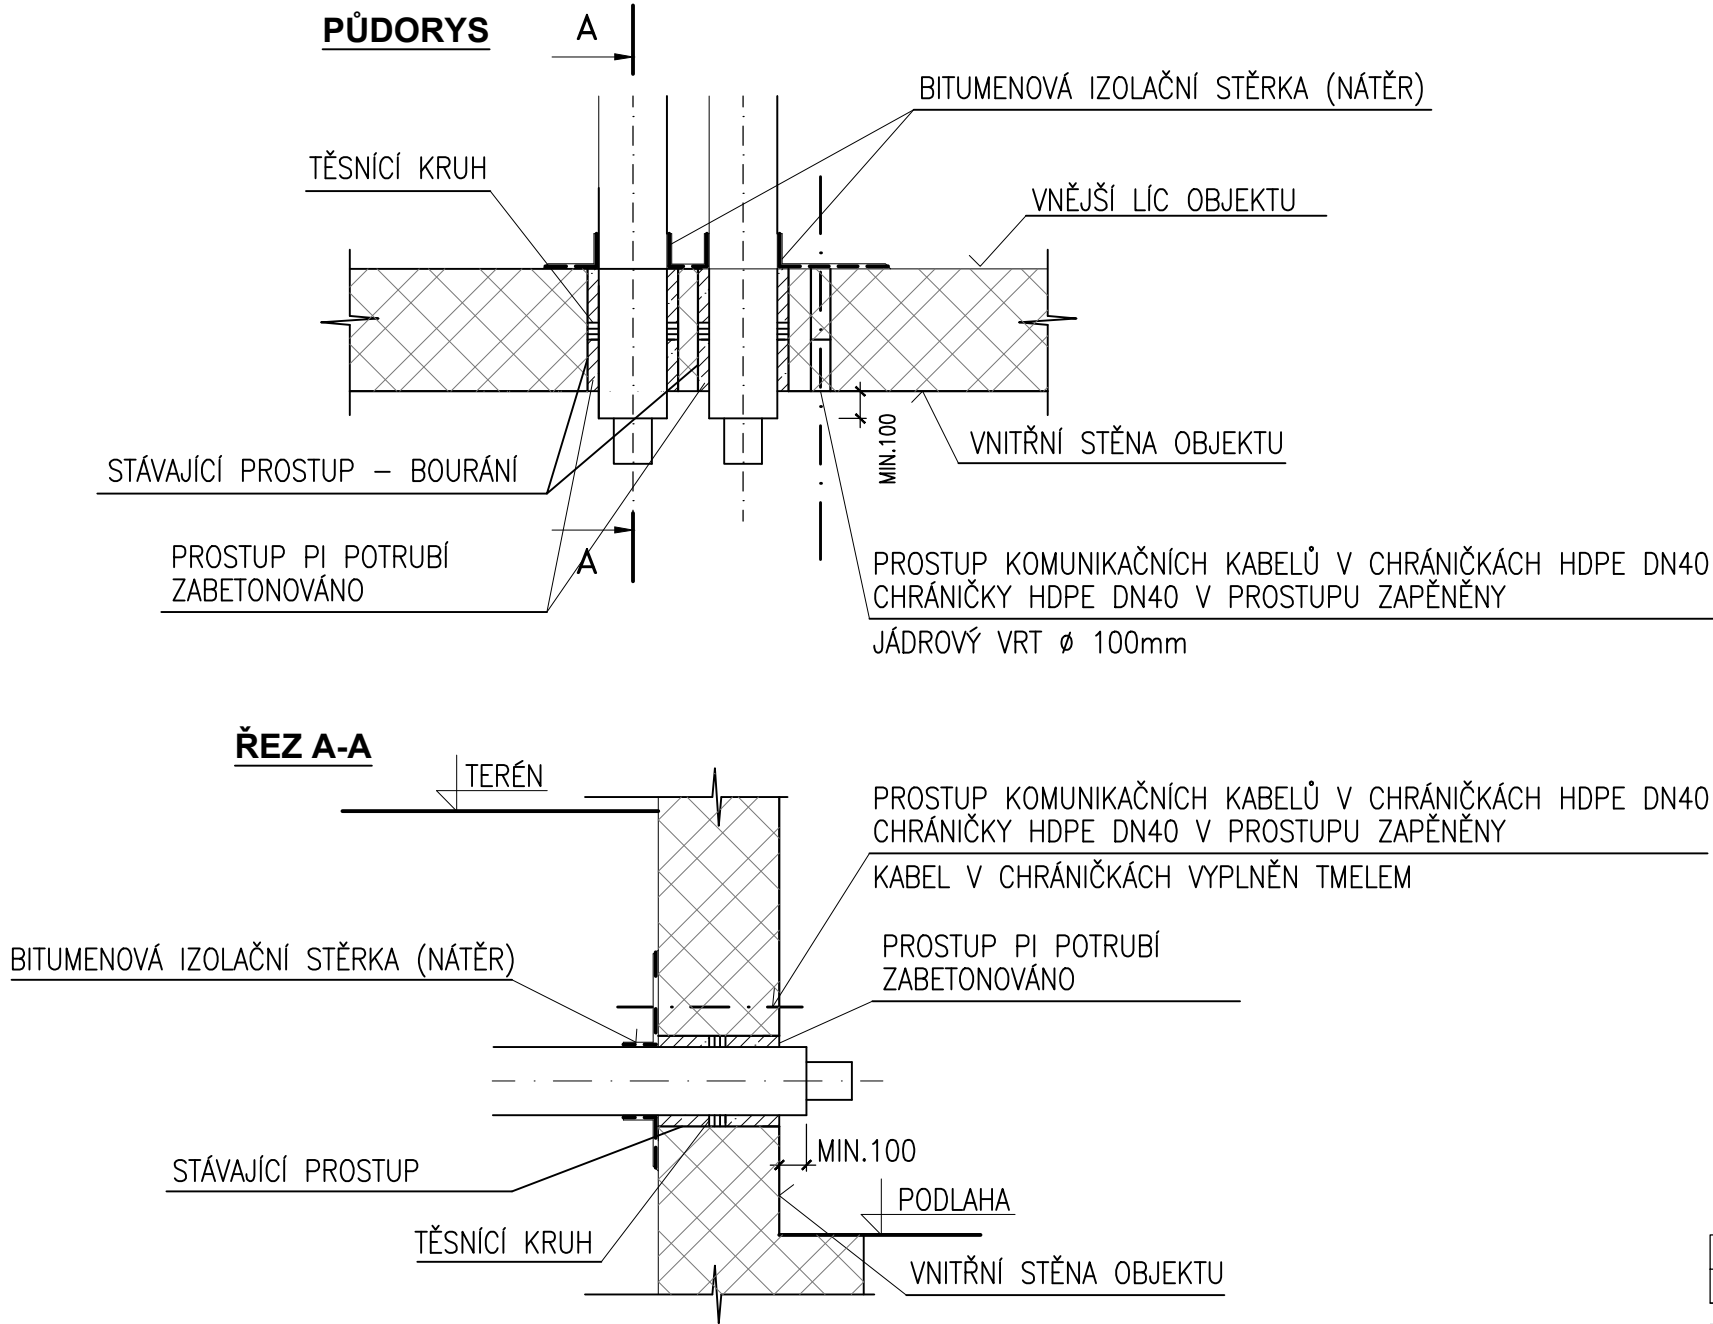 PŮDORYS
A
BITUMENOVÁ IZOLAČNÍ STĚRKA (NÁTĚR)
TĚSNÍCÍ KRUH
VNĚJŠÍ LÍC OBJEKTU
MIN.100
VNITŘNÍ STĚNA OBJEKTU
STÁVAJÍCÍ PROSTUP – BOURÁNÍ
A
PROSTUP PI POTRUBÍ
ZABETONOVÁNO
PROSTUP KOMUNIKAČNÍCH KABELŮ V CHRÁNIČKÁCH HDPE DN40
CHRÁNIČKY HDPE DN40 V PROSTUPU ZAPĚNĚNY
JÁDROVÝ VRT ø 100mm
ŘEZ A-A
TERÉN
PROSTUP KOMUNIKAČNÍCH KABELŮ V CHRÁNIČKÁCH HDPE DN40
CHRÁNIČKY HDPE DN40 V PROSTUPU ZAPĚNĚNY
KABEL V CHRÁNIČKÁCH VYPLNĚN TMELEM
BITUMENOVÁ IZOLAČNÍ STĚRKA (NÁTĚR)
PROSTUP PI POTRUBÍ
ZABETONOVÁNO
MIN.100
STÁVAJÍCÍ PROSTUP
PODLAHA
TĚSNÍCÍ KRUH
VNITŘNÍ STĚNA OBJEKTU